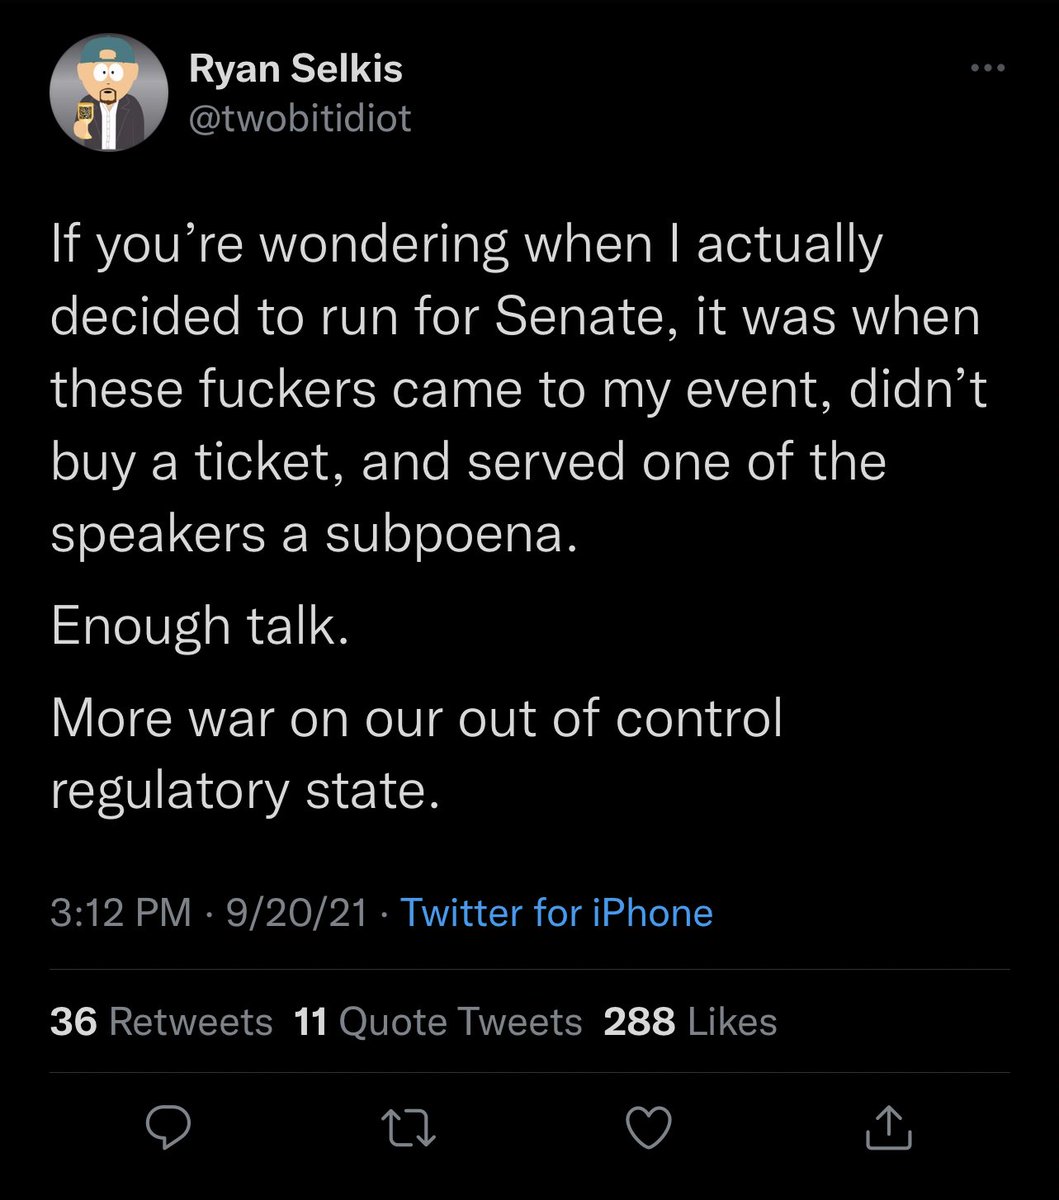 Ryan Selkis
@twobitidiot
If you’re wondering when I actually
decided to run for Senate, it was when
these fuckers came to my event, didn’t
buy a ticket, and served one of the
speakers a subpoena.
Enough talk.
More war on our out of control
regulatory state.
3:12 PM · 9/20/21 · Twitter for iPhone
36 Retweets 11 Quote Tweets 288 Likes